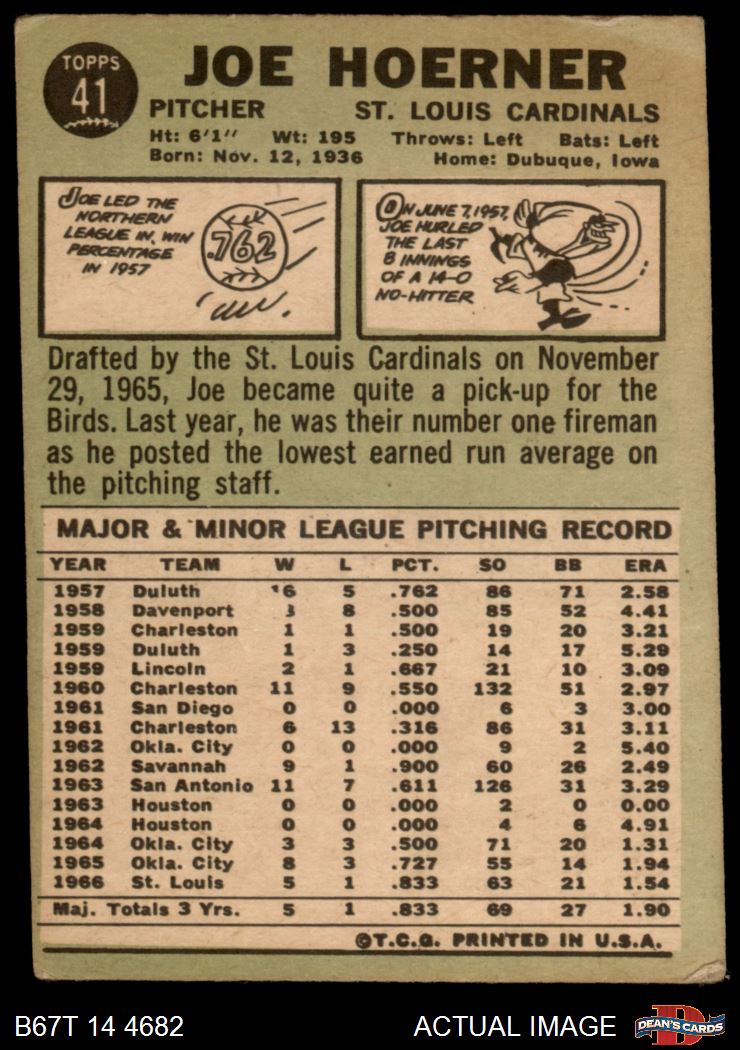 TOPPS
41
JOE HOERNER
PITCHER ST. LOUIS CARDINALS
Ht: 6'1" Wt: 195 Throws: Left Bats: Left
Born: Nov. 12, 1936 Home: Dubuque, Iowa
JOE LED THE
NORTHERN
LEAGUE IN WIN
PERCENTAGE
IN 1957
.762
ON JUNE 7, 1957,
JOE HURLED
THE LAST
8 INNINGS
OF A 14-0
NO-HITTER
Drafted by the St. Louis Cardinals on November
29, 1965, Joe became quite a pick-up for the
Birds. Last year, he was their number one fireman
as he posted the lowest earned run average on
the pitching staff.
MAJOR & MINOR LEAGUE PITCHING RECORD
YEAR TEAM W L PCT. SO BB ERA
1957 Duluth 6 5 .762 86 71 2.58
1958 Davenport 8 .500 85 52 4.41
1959 Charleston 1 1 .500 19 20 3.21
1959 Duluth 1 3 .250 14 17 5.29
1959 Lincoln 2 1 .667 21 10 3.09
1960 Charleston 11 9 .550 132 51 2.97
1961 San Diego 0 0 .000 6 3 3.00
1961 Charleston 6 13 .316 86 31 3.11
1962 Okla. City 0 0 .000 9 2 5.40
1962 Savannah 9 1 .900 60 26 2.49
1963 San Antonio 11 7 .611 126 31 3.29
1963 Houston 0 0 .000 2 0 0.00
1964 Houston 0 0 .000 4 6 4.91
1964 Okla. City 3 3 .500 71 20 1.31
1965 Okla. City 8 3 .727 55 14 1.94
1966 St. Louis 5 1 .833 63 21 1.54
Maj. Totals 3 Yrs. 5 1 .833 69 27 1.90
©T.C.G. PRINTED IN U.S.A.
B67T 14 4682 ACTUAL IMAGE DEAN'S CARDS